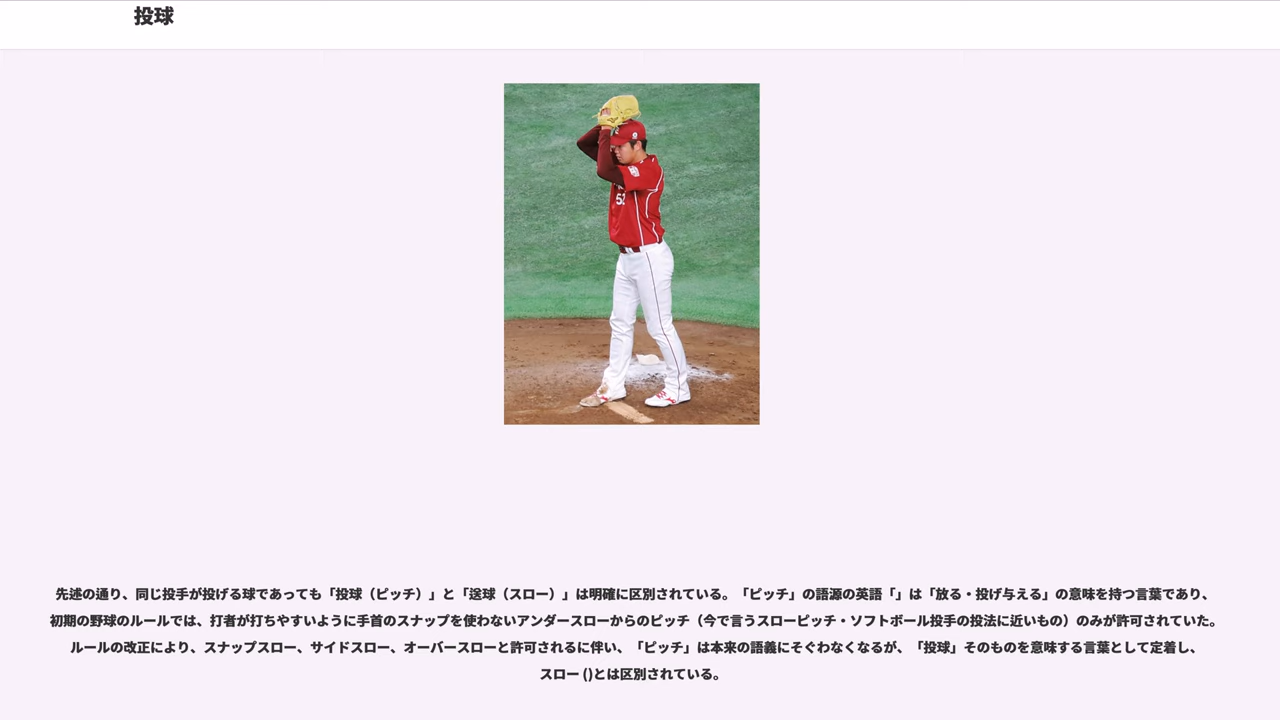 投球
52
先述の通り、同じ投手が投げる球であっても「投球（ピッチ）」と「送球（スロー）」は明確に区別されている。「ピッチ」の語源の英語「」は「放る・投げ与える」の意味を持つ言葉であり、
初期の野球のルールでは、打者が打ちやすいように手首のスナップを使わないアンダースローからのピッチ（今で言うスローピッチ・ソフトボール投手の投法に近いもの）のみが許可されていた。
ルールの改正により、スナップスロー、サイドスロー、オーバースローと許可されるに伴い、「ピッチ」は本来の語義にそぐわなくなるが、「投球」そのものを意味する言葉として定着し、
スロー ()とは区別されている。